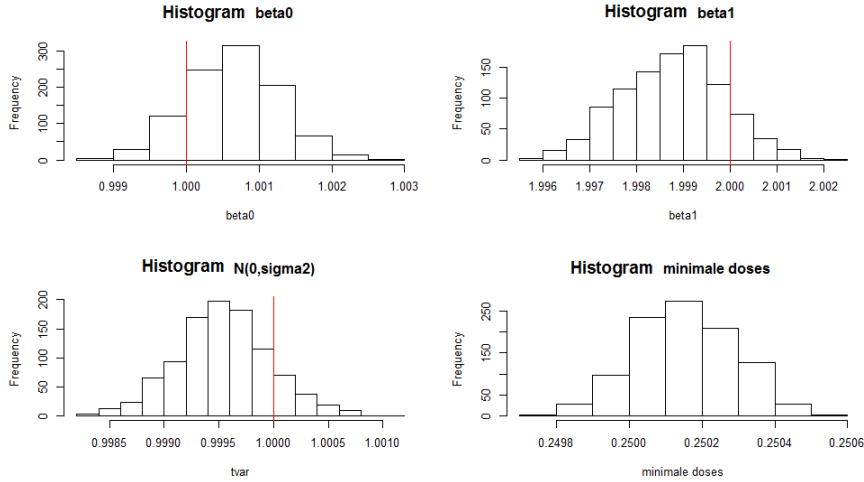 Histogram beta0
Frequency
0 100 200 300
0.999 1.000 1.001 1.002 1.003
beta0
Histogram beta1
Frequency
0 50 100 150
1.996 1.997 1.998 1.999 2.000 2.001 2.002
beta1
Histogram N(0,sigma2)
Frequency
0 50 100 150 200
0.9985 0.9990 0.9995 1.0000 1.0005 1.0010
tvar
Histogram minimale doses
Frequency
0 50 150 250
0.2498 0.2500 0.2502 0.2504 0.2506
minimale doses